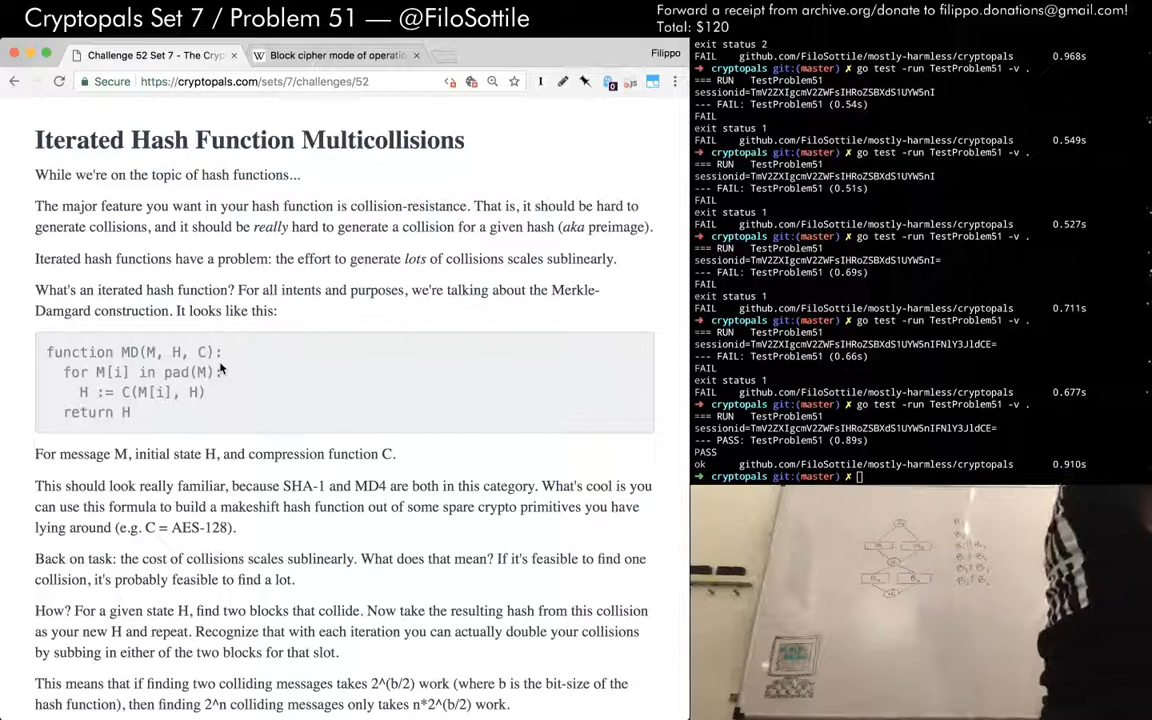 Cryptopals Set 7 / Problem 51 — @FiloSottile
Forward a receipt from archive.org/donate to filippo.donations@gmail.com!
Total: $120
Challenge 52 Set 7 - The Cryp
Block cipher mode of operatio
Filippo
Secure
https://cryptopals.com/sets/7/challenges/52
Iterated Hash Function Multicollisions
While we're on the topic of hash functions...
The major feature you want in your hash function is collision-resistance. That is, it should be hard to
generate collisions, and it should be really hard to generate a collision for a given hash (aka preimage).
Iterated hash functions have a problem: the effort to generate lots of collisions scales sublinearly.
What's an iterated hash function? For all intents and purposes, we're talking about the Merkle-
Damgard construction. It looks like this:
function MD(M, H, C):
for M[i] in pad(M):
H := C(M[i], H)
return H
For message M, initial state H, and compression function C.
This should look really familiar, because SHA-1 and MD4 are both in this category. What's cool is you
can use this formula to build a makeshift hash function out of some spare crypto primitives you have
lying around (e.g. C = AES-128).
Back on task: the cost of collisions scales sublinearly. What does that mean? If it's feasible to find one
collision, it's probably feasible to find a lot.
How? For a given state H, find two blocks that collide. Now take the resulting hash from this collision
as your new H and repeat. Recognize that with each iteration you can actually double your collisions
by subbing in either of the two blocks for that slot.
This means that if finding two colliding messages takes 2^(b/2) work (where b is the bit-size of the
hash function), then finding 2^n colliding messages only takes n*2^(b/2) work.
exit status 2
FAIL github.com/FiloSottile/mostly-harmless/cryptopals 0.968s
➜ cryptopals git:(master) ✗ go test -run TestProblem51 -v .
=== RUN TestProblem51
sessionid=TmV2ZXIgcmV2ZWFsIHRoZSBXdS1UYW5nI
--- FAIL: TestProblem51 (0.54s)
FAIL
exit status 1
FAIL github.com/FiloSottile/mostly-harmless/cryptopals 0.549s
➜ cryptopals git:(master) ✗ go test -run TestProblem51 -v .
=== RUN TestProblem51
sessionid=TmV2ZXIgcmV2ZWFsIHRoZSBXdS1UYW5nI
--- FAIL: TestProblem51 (0.51s)
FAIL
exit status 1
FAIL github.com/FiloSottile/mostly-harmless/cryptopals 0.527s
➜ cryptopals git:(master) ✗ go test -run TestProblem51 -v .
=== RUN TestProblem51
sessionid=TmV2ZXIgcmV2ZWFsIHRoZSBXdS1UYW5nI=
--- FAIL: TestProblem51 (0.69s)
FAIL
exit status 1
FAIL github.com/FiloSottile/mostly-harmless/cryptopals 0.711s
➜ cryptopals git:(master) ✗ go test -run TestProblem51 -v .
=== RUN TestProblem51
sessionid=TmV2ZXIgcmV2ZWFsIHRoZSBXdS1UYW5nIFNlY3JldCE=
--- FAIL: TestProblem51 (0.66s)
FAIL
exit status 1
FAIL github.com/FiloSottile/mostly-harmless/cryptopals 0.677s
➜ cryptopals git:(master) ✗ go test -run TestProblem51 -v .
=== RUN TestProblem51
sessionid=TmV2ZXIgcmV2ZWFsIHRoZSBXdS1UYW5nIFNlY3JldCE=
--- PASS: TestProblem51 (0.89s)
PASS
ok github.com/FiloSottile/mostly-harmless/cryptopals 0.910s
➜ cryptopals git:(master) ✗